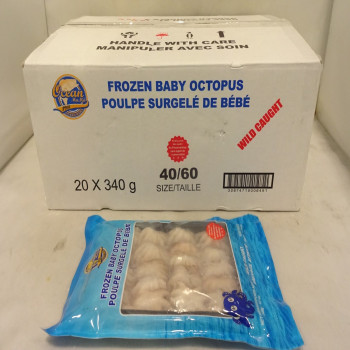 HANDLE WITH CARE
MANIPULER AVEC SOIN
Ocean
FROZEN BABY OCTOPUS
POULPE SURGELÉ DE BÉBÉ
WILD CAUGHT
40/60
20 X 340 g
SIZE/TAILLE
FROZEN BABY OCTOPUS
POULPE SURGELÉ DE BÉBÉ